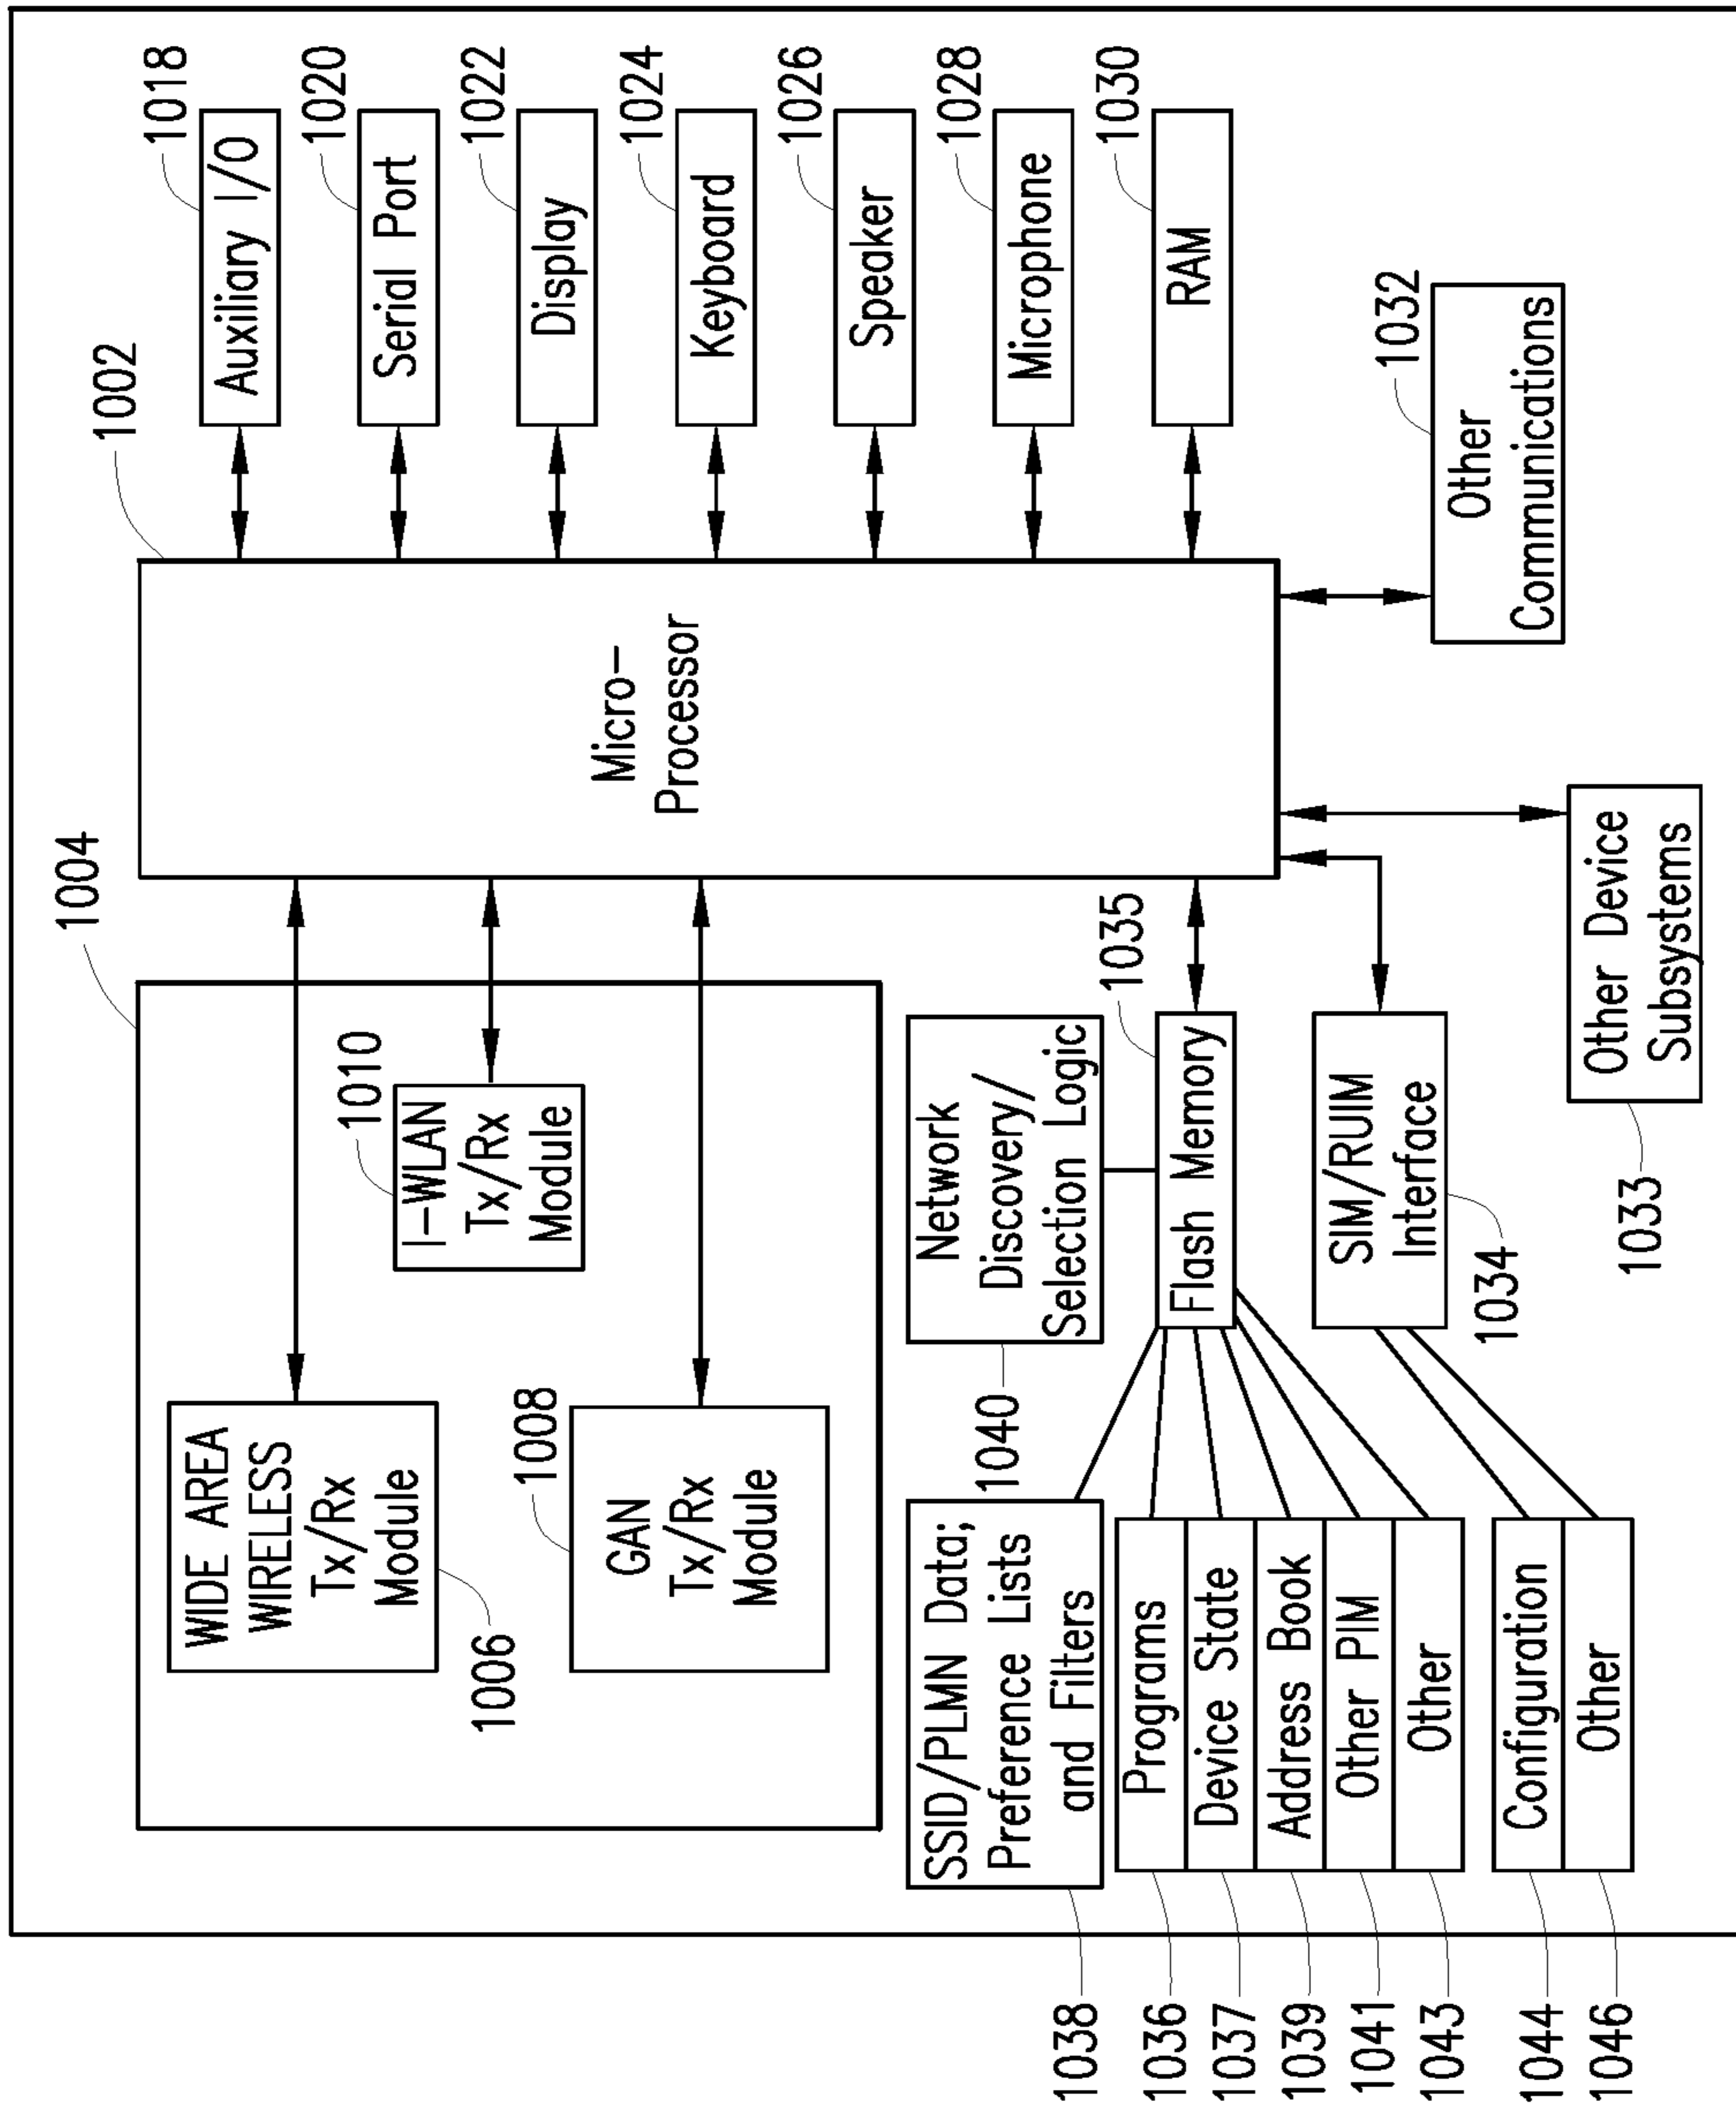 1004
1002
WIDE AREA
WIRELESS
Tx/Rx
Module
1006
I-WLAN
Tx/Rx
Module
1010
GAN
Tx/Rx
Module
1008
Micro-
Processor
Auxiliary I/O
1018
Serial Port
1020
Display
1022
Keyboard
1024
Speaker
1026
Microphone
1028
RAM
1030
Other
Communications
1032
Other Device
Subsystems
1033
SIM/RUIM
Interface
1034
Flash Memory
1035
Network
Discovery/
Selection Logic
1040
SSID/PLMN Data;
Preference Lists
and Filters
1038
Programs
1036
Device State
1037
Address Book
1039
Other PIM
1041
Other
1043
Configuration
1044
Other
1046